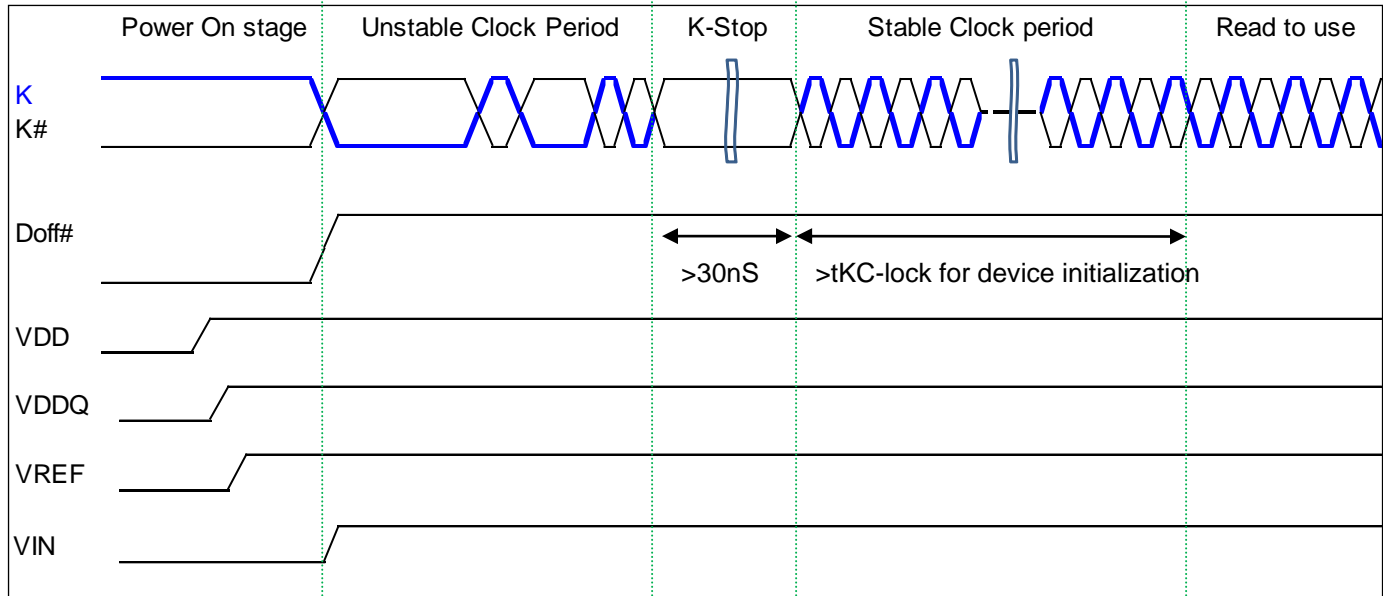 Power On stage Unstable Clock Period K-Stop Stable Clock period Read to use
K
K#
Doff#
>30nS >tKC-lock for device initialization
VDD
VDDQ
VREF
VIN